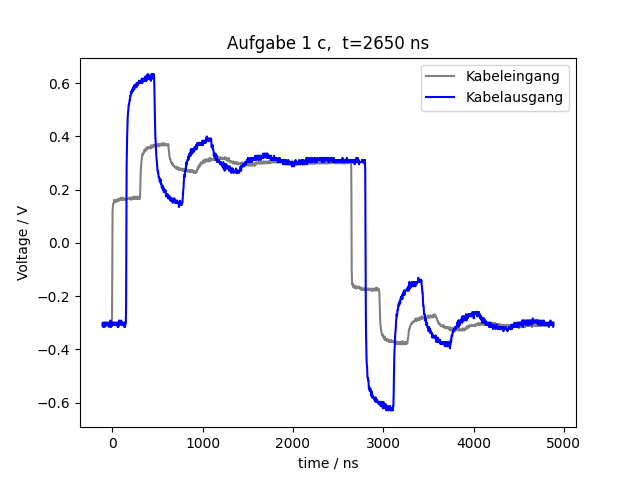 Aufgabe 1 c,  t=2650 ns
Kabeleingang
Kabelausgang
Voltage / V
0.6
0.4
0.2
0.0
−0.2
−0.4
−0.6
0 1000 2000 3000 4000 5000
time / ns